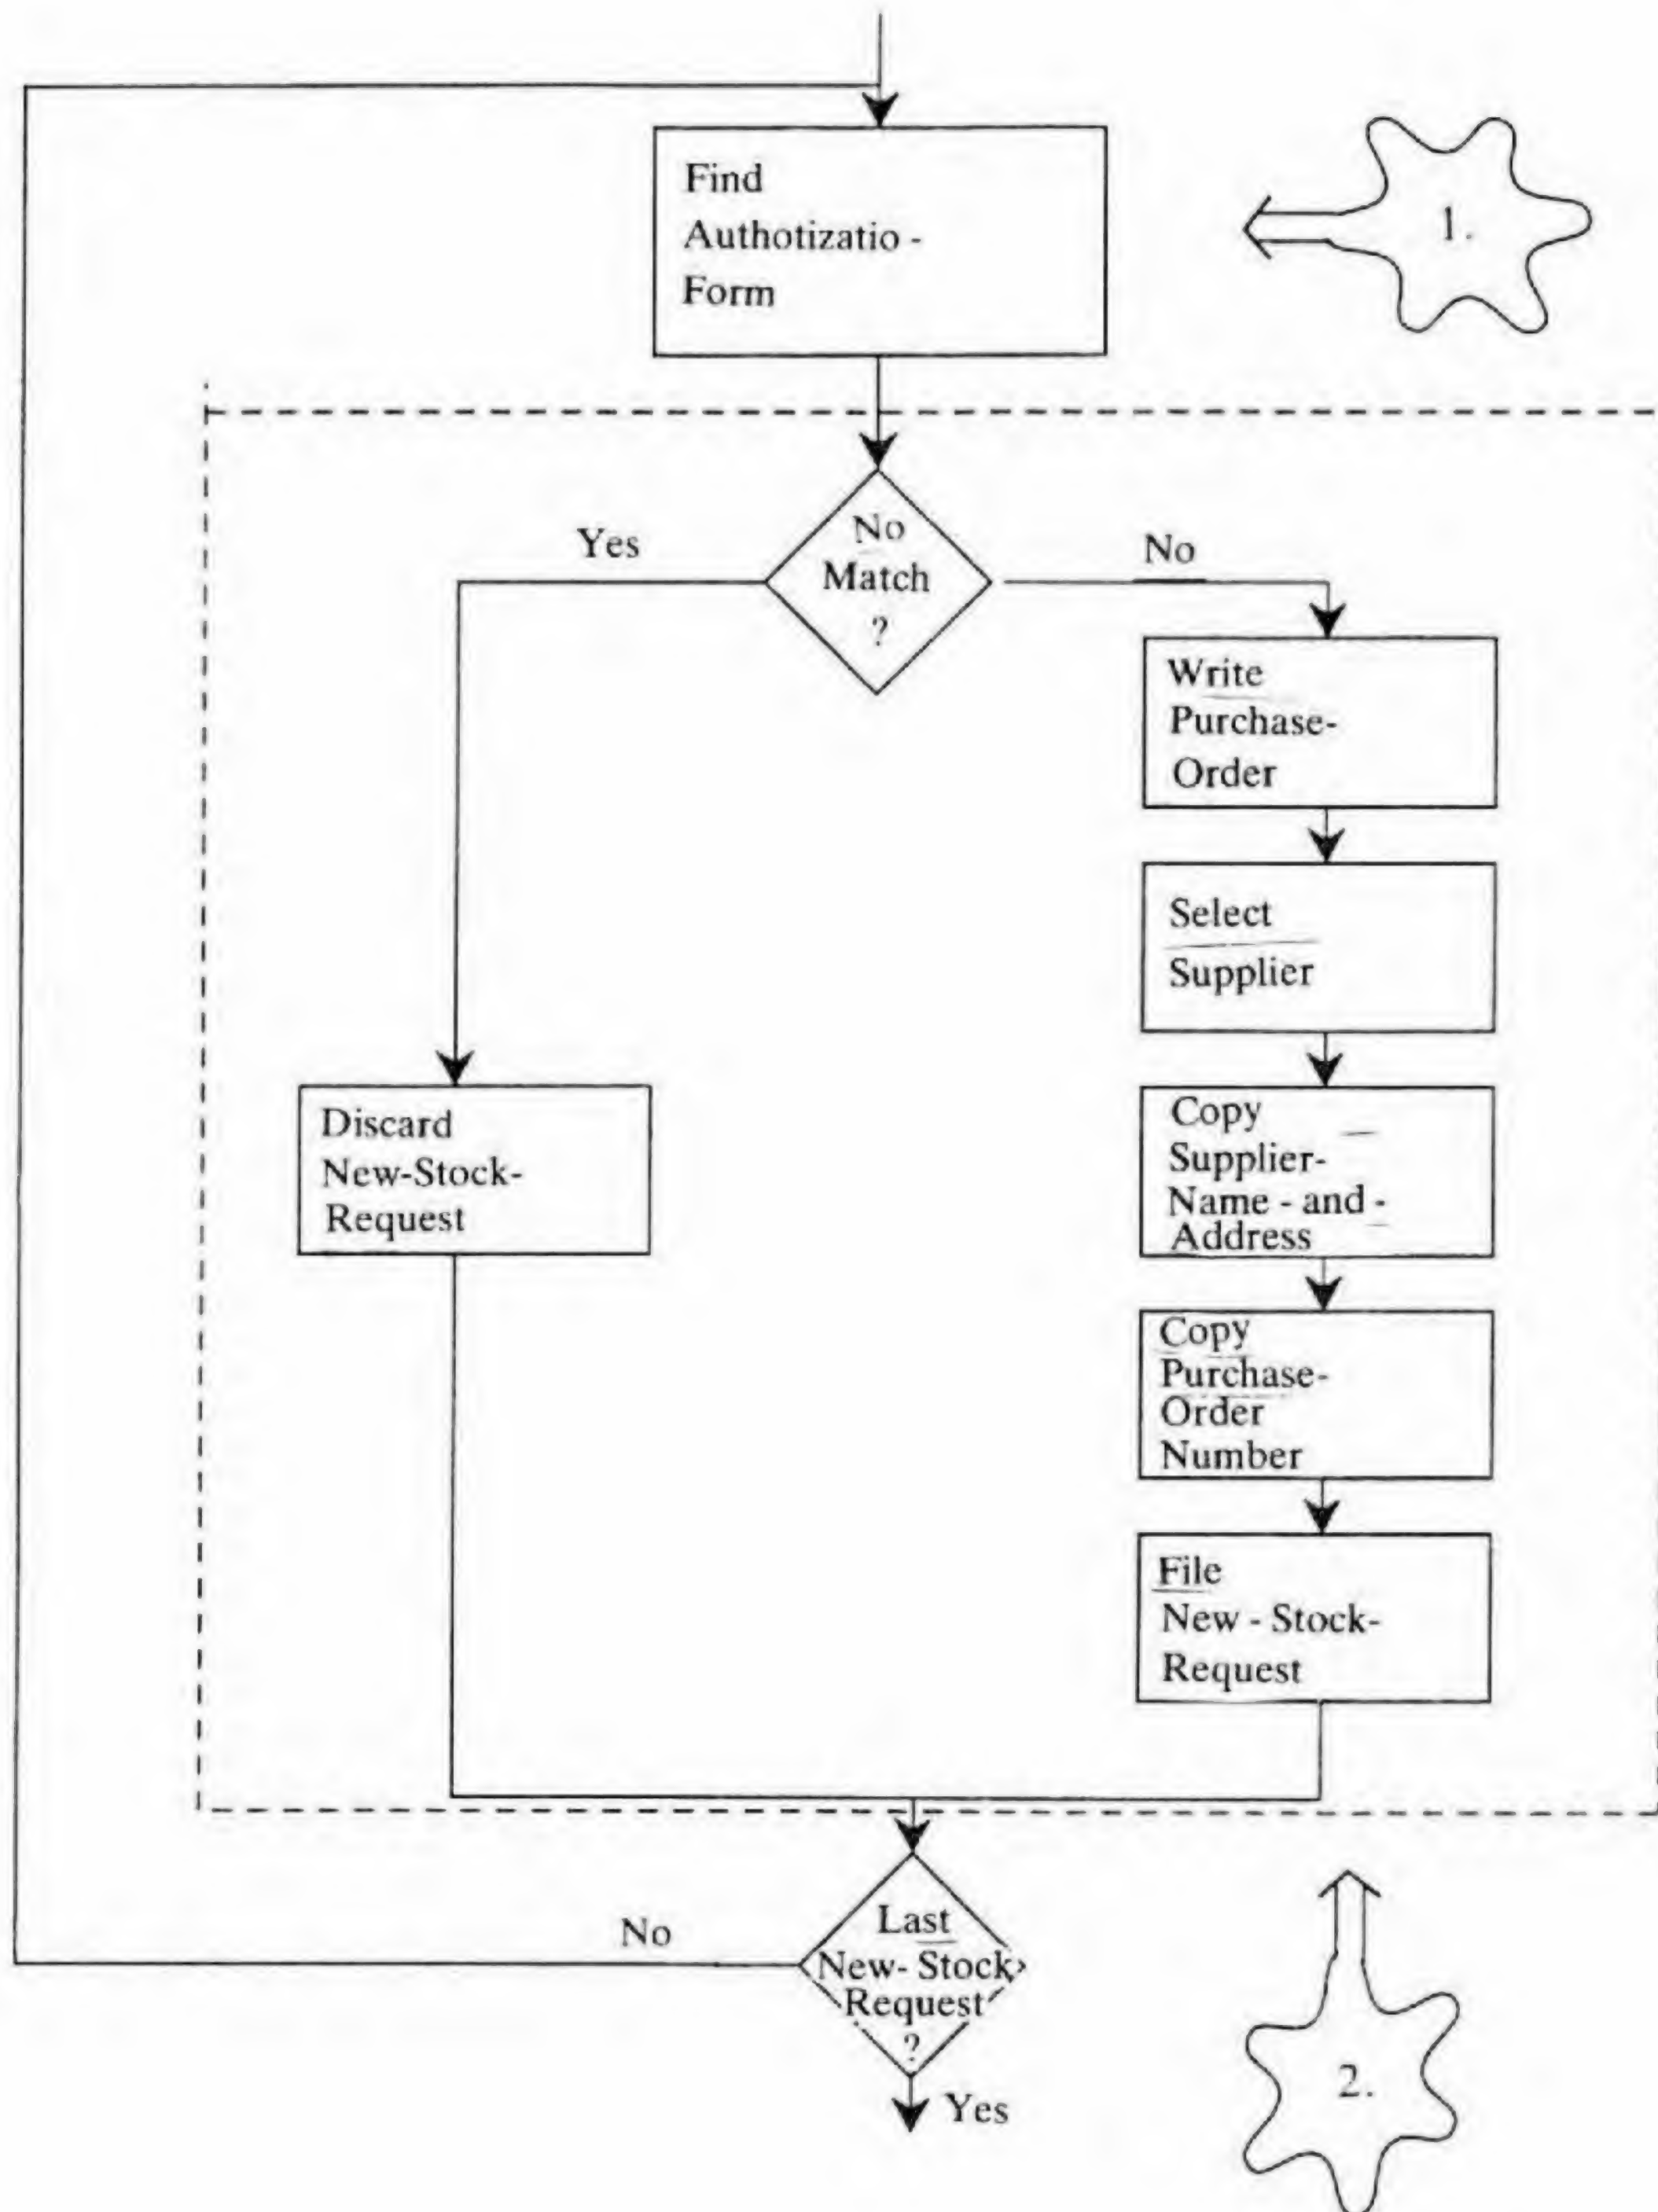 Find
Authotizatio -
Form
1.
No
Match
?
Yes
No
Write
Purchase-
Order
Select
Supplier
Copy
Supplier-
Name - and -
Address
Discard
New-Stock-
Request
Copy
Purchase-
Order
Number
File
New - Stock-
Request
No
Last
New- Stock
Request
?
Yes
2.